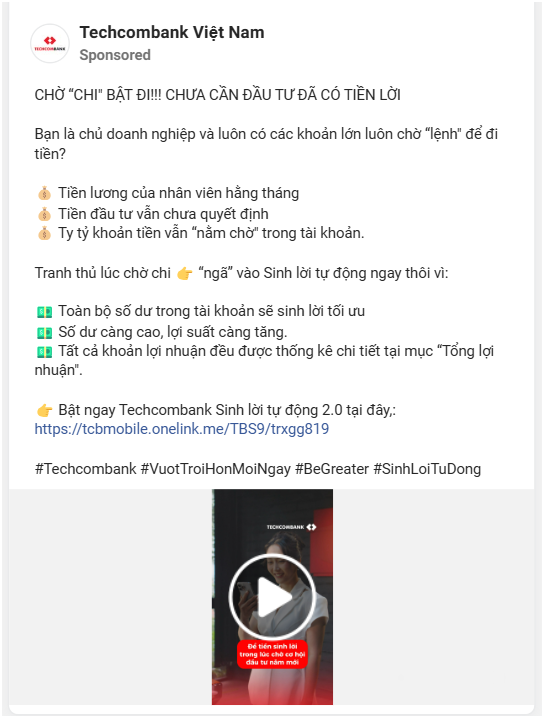 TECHCOMBANK
Techcombank Việt Nam
Sponsored
CHỜ “CHI" BẬT ĐI!!! CHƯA CẦN ĐẦU TƯ ĐÃ CÓ TIỀN LỜI
Bạn là chủ doanh nghiệp và luôn có các khoản lớn luôn chờ “lệnh" để đi
tiền?
💰 Tiền lương của nhân viên hằng tháng
💰 Tiền đầu tư vẫn chưa quyết định
💰 Ty tỷ khoản tiền vẫn “nằm chờ" trong tài khoản.
Tranh thủ lúc chờ chi 👉 “ngã” vào Sinh lời tự động ngay thôi vì:
💵 Toàn bộ số dư trong tài khoản sẽ sinh lời tối ưu
💵 Số dư càng cao, lợi suất càng tăng.
💵 Tất cả khoản lợi nhuận đều được thống kê chi tiết tại mục “Tổng lợi
nhuận".
👉 Bật ngay Techcombank Sinh lời tự động 2.0 tại đây,:
https://tcbmobile.onelink.me/TBS9/trxgg819
#Techcombank #VuotTroiHonMoiNgay #BeGreater #SinhLoiTuDong
TECHCOMBANK
Để tiền sinh lời
trong lúc chờ cơ hội
đầu tư năm mới